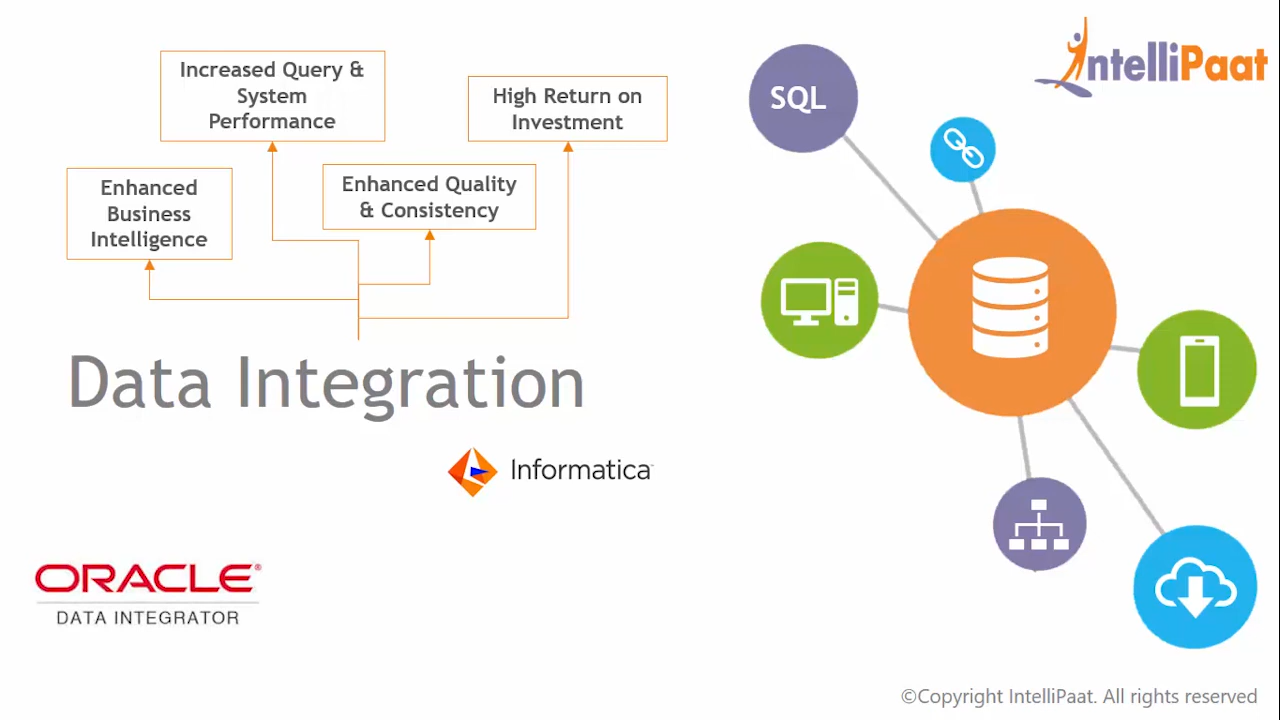 Increased Query &
System
Performance
High Return on
Investment
Enhanced
Business
Intelligence
Enhanced Quality
& Consistency
Data Integration
Informatica
ORACLE®
DATA INTEGRATOR
SQL
IntelliPaat
©Copyright IntelliPaat. All rights reserved